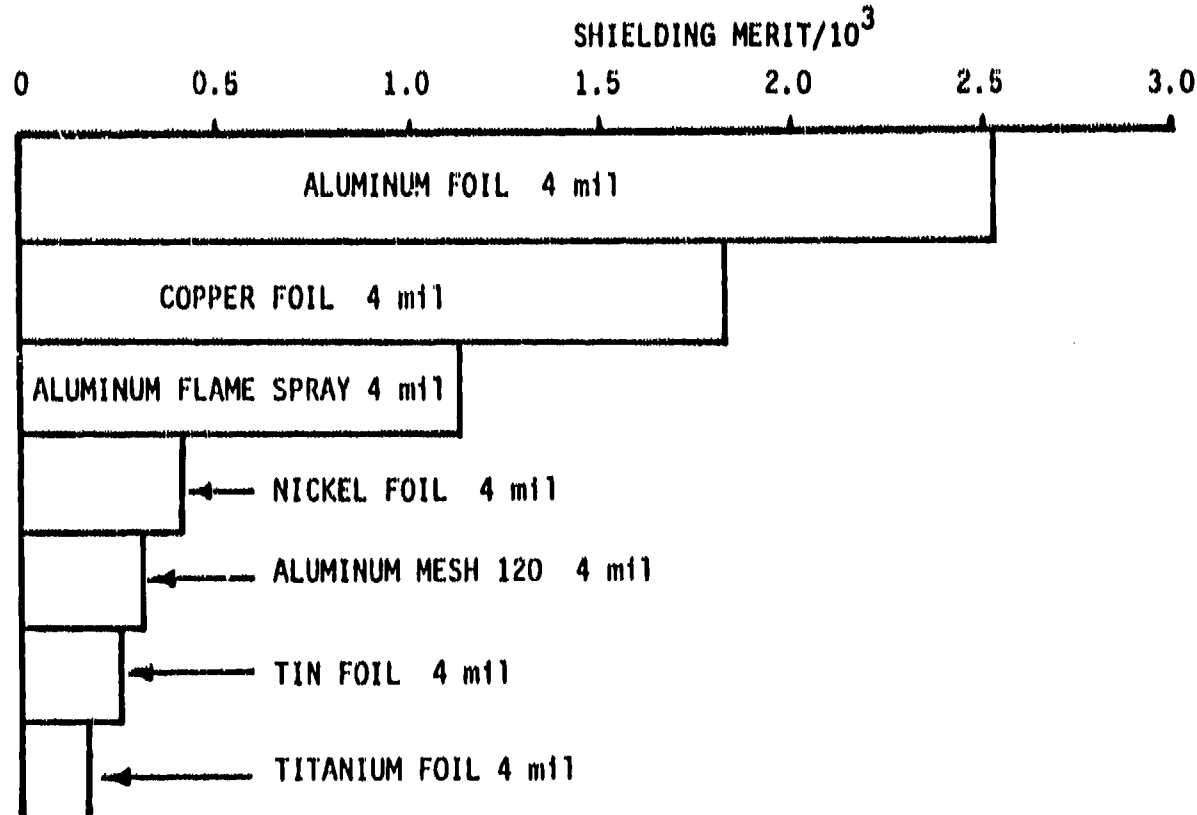 SHIELDING MERIT/10³
0 0.5 1.0 1.5 2.0 2.5 3.0
ALUMINUM FOIL 4 mil
COPPER FOIL 4 mil
ALUMINUM FLAME SPRAY 4 mil
NICKEL FOIL 4 mil
ALUMINUM MESH 120 4 mil
TIN FOIL 4 mil
TITANIUM FOIL 4 mil